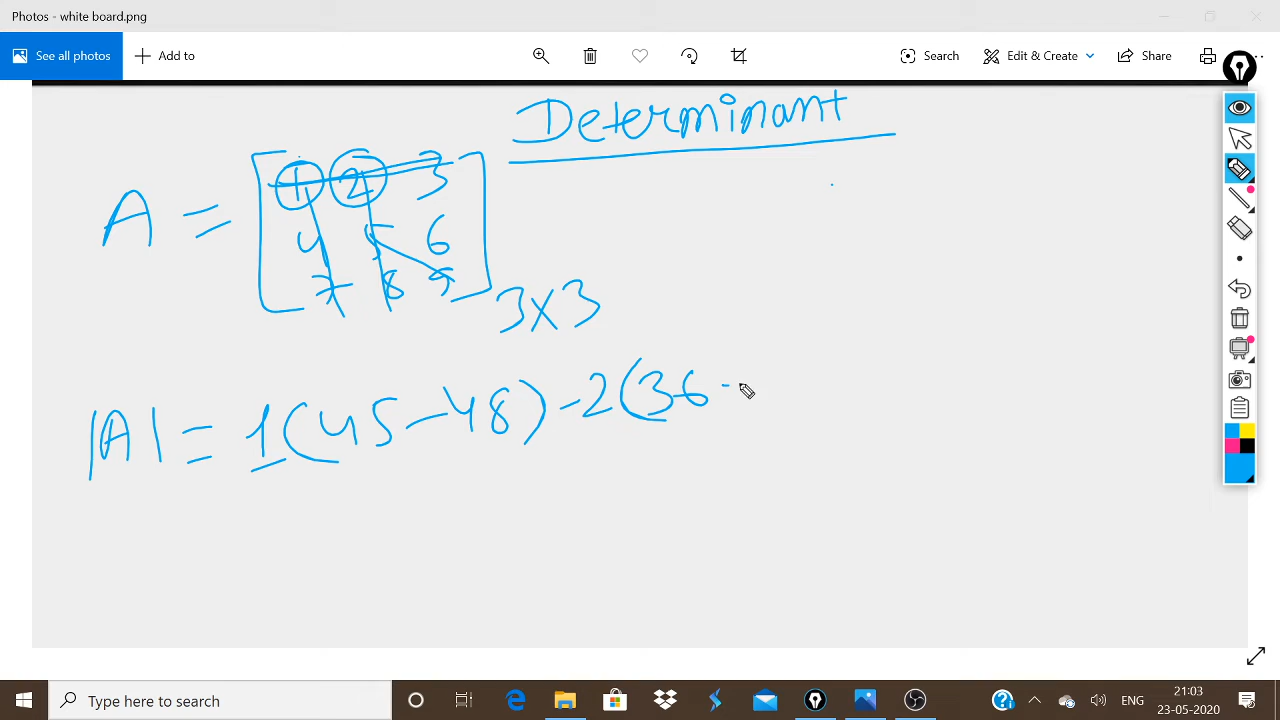 Photos - white board.png
See all photos
Add to
Search
Edit & Create
Share
Determinant
A = [ 1 2 3
4 5 6
7 8 9 ] 3×3
|A| = 1(45-48) -2(36 -
Type here to search
ENG
21:03
23-05-2020